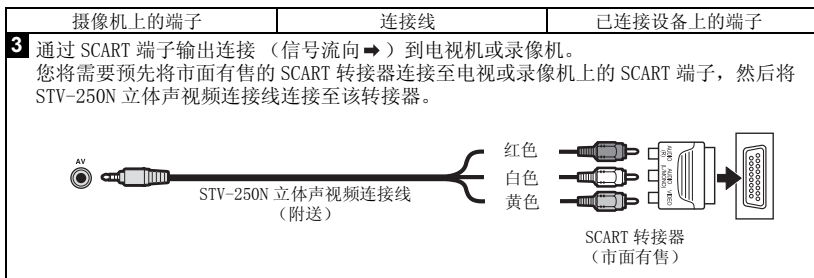 摄像机上的端子 连接线 已连接设备上的端子
3 通过 SCART 端子输出连接 （信号流向➡）到电视机或录像机。
您将需要预先将市面有售的 SCART 转接器连接至电视或录像机上的 SCART 端子，然后将
STV-250N 立体声视频连接线连接至该转接器。
AV
红色
白色
黄色
STV-250N 立体声视频连接线
（附送）
AUDIO (R)
AUDIO L(MONO)
VIDEO
SCART 转接器
（市面有售）